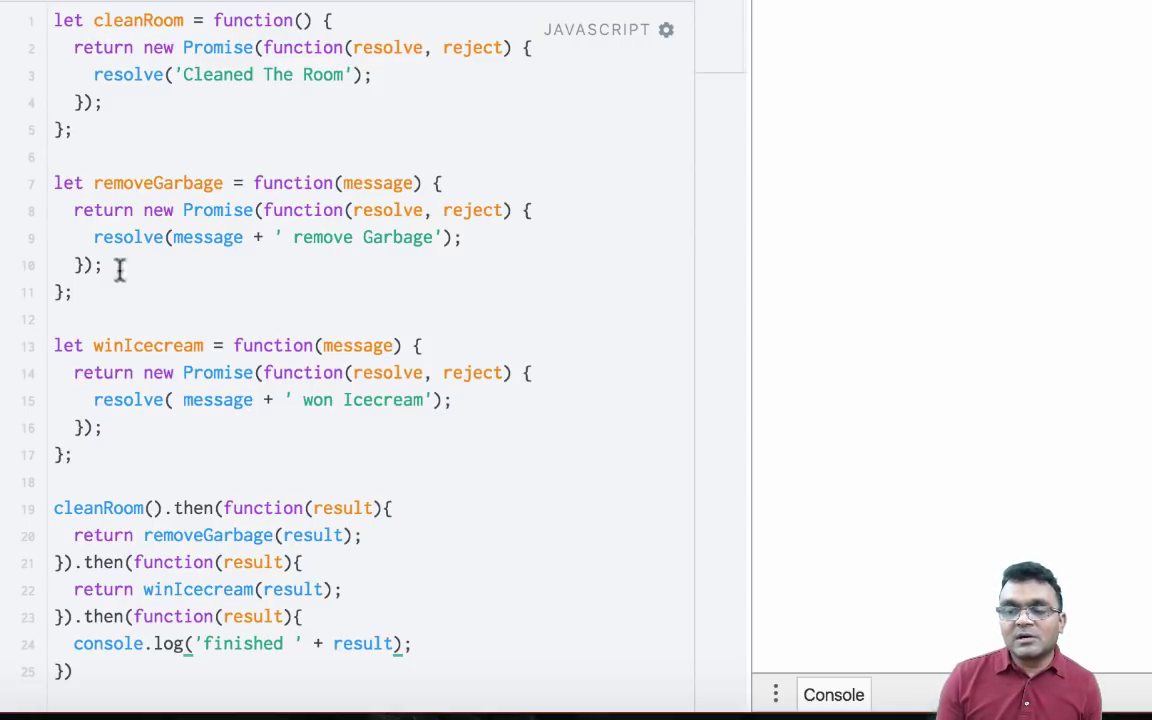 1 let cleanRoom = function() {
JAVASCRIPT
2 return new Promise(function(resolve, reject) {
3 resolve('Cleaned The Room');
4 });
5 };
6
7 let removeGarbage = function(message) {
8 return new Promise(function(resolve, reject) {
9 resolve(message + ' remove Garbage');
10 });
11 };
12
13 let winIcecream = function(message) {
14 return new Promise(function(resolve, reject) {
15 resolve( message + ' won Icecream');
16 });
17 };
18
19 cleanRoom().then(function(result){
20 return removeGarbage(result);
21 }).then(function(result){
22 return winIcecream(result);
23 }).then(function(result){
24 console.log('finished ' + result);
25 })
Console